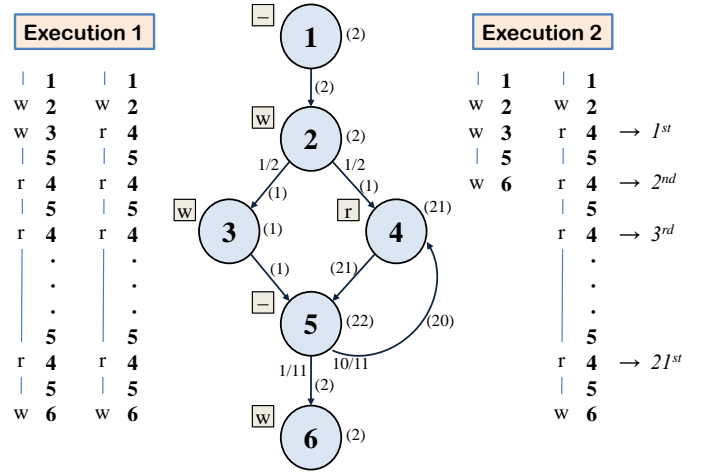 Execution 1
| 1 | 1
w 2 w 2
w 3 r 4
| 5 | 5
r 4 r 4
| 5 | 5
r 4 r 4
. .
. .
. .
5 5
r 4 r 4
| 5 | 5
w 6 w 6
–
1 (2)
(2)
w
2 (2)
1/2 1/2
(1) (1)
w r
3 (1)
4 (21)
(1) (21)
–
5 (22)
(20)
1/11 10/11
(2)
w
6 (2)
Execution 2
| 1 | 1
w 2 w 2
w 3 r 4 → 1st
| 5 | 5
w 6 r 4 → 2nd
| 5
r 4 → 3rd
.
.
.
5
r 4 → 21st
| 5
w 6